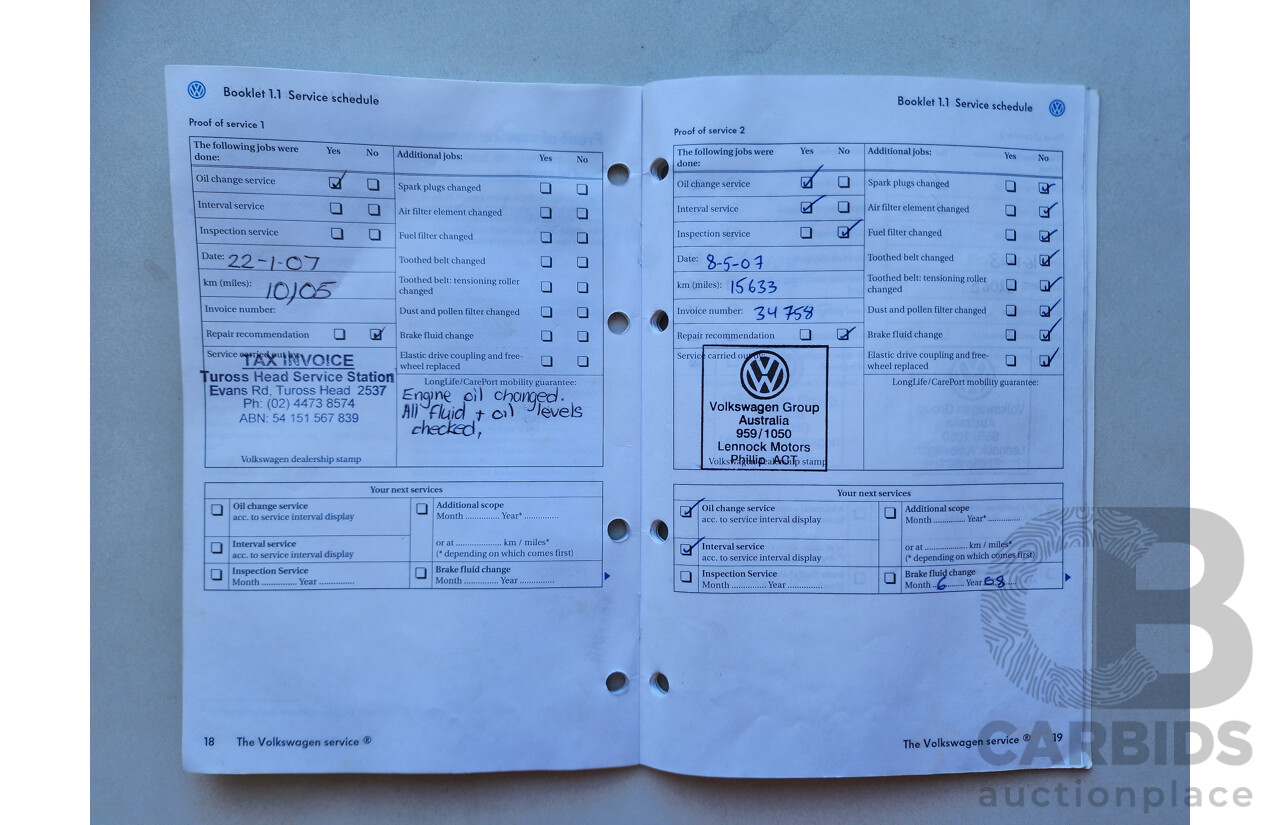 Booklet 1.1 Service schedule
Proof of service 1
The following jobs were done: Yes No
Oil change service
Interval service
Inspection service
Date: 22-1-07
km (miles): 10105
Invoice number:
Repair recommendation
Service carried out by:
TAX INVOICE
Tuross Head Service Station
Evans Rd, Tuross Head 2537
Ph: (02) 4473 8574
ABN: 54 151 567 839
Volkswagen dealership stamp
Additional jobs: Yes No
Spark plugs changed
Air filter element changed
Fuel filter changed
Toothed belt changed
Toothed belt: tensioning roller
changed
Dust and pollen filter changed
Brake fluid change
Elastic drive coupling and free-
wheel replaced
LongLife/CarePort mobility guarantee:
Engine oil changed.
All fluid + oil levels
checked,
Your next services
Oil change service
acc. to service interval display
Interval service
acc. to service interval display
Inspection Service
Month .............. Year ..............
Additional scope
Month .............. Year* ..............
or at ..................... km / miles*
(* depending on which comes first)
Brake fluid change
Month .............. Year ..............
18 The Volkswagen service ®
Booklet 1.1 Service schedule
Proof of service 2
The following jobs were
done: Yes No
Oil change service
Interval service
Inspection service
Date: 8-5-07
km (miles): 15633
Invoice number: 34758
Repair recommendation
Service carried out by:
Volkswagen Group
Australia
959/1050
Lennock Motors
Phillip ACT
Volkswagen dealership stamp
Additional jobs: Yes No
Spark plugs changed
Air filter element changed
Fuel filter changed
Toothed belt changed
Toothed belt: tensioning roller
changed
Dust and pollen filter changed
Brake fluid change
Elastic drive coupling and free-
wheel replaced
LongLife/CarePort mobility guarantee:
Your next services
Oil change service
acc. to service interval display
Interval service
acc. to service interval display
Inspection Service
Month .............. Year ..............
Additional scope
Month .............. Year* ..............
or at ..................... km / miles*
(* depending on which comes first)
Brake fluid change
Month ..6...... Year 08......
The Volkswagen service ® 19
CB
CARBIDS
auctionplace